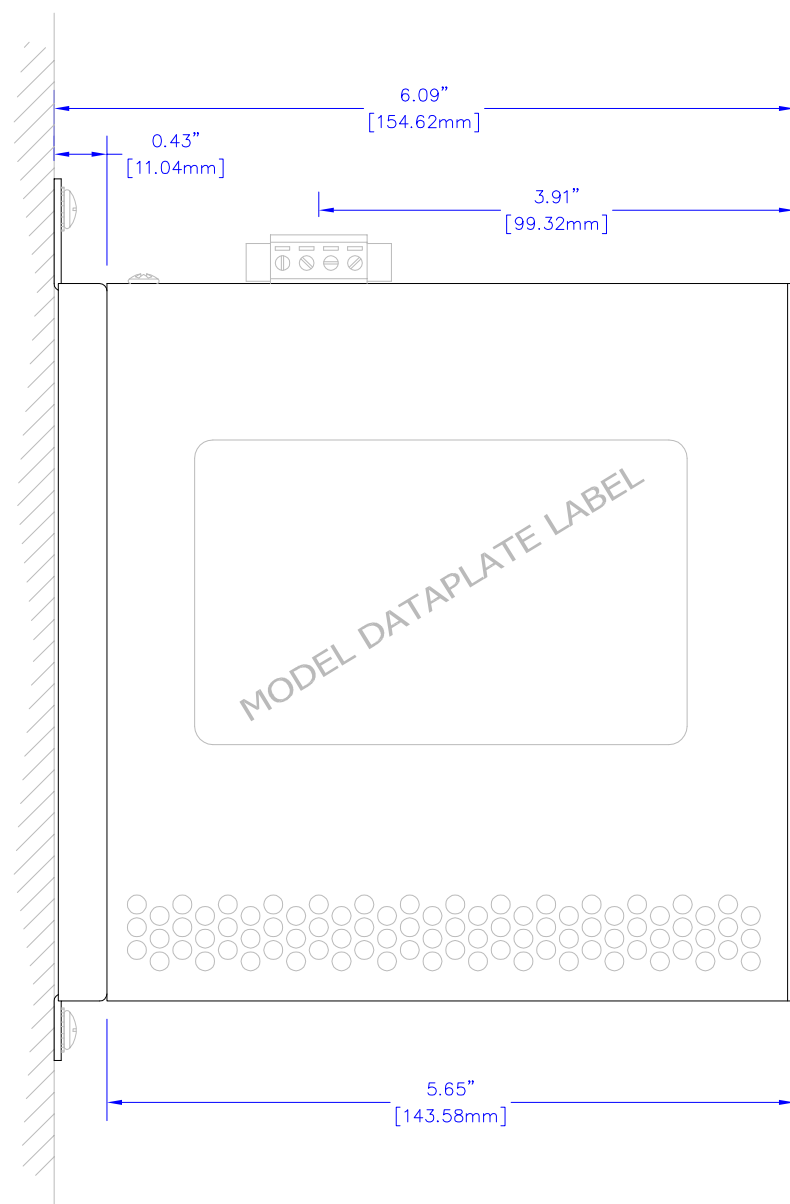 6.09”
[154.62mm]
0.43”
[11.04mm]
3.91”
[99.32mm]
MODEL DATAPLATE LABEL
5.65”
[143.58mm]